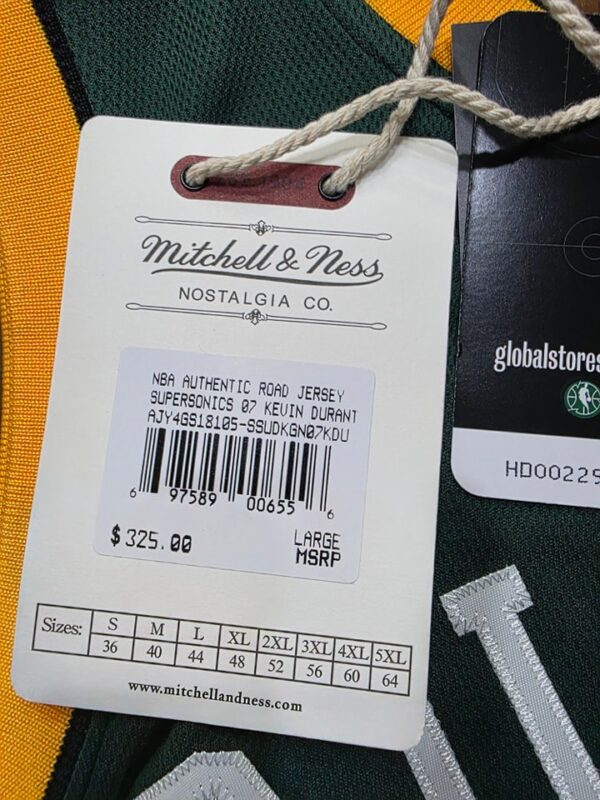 Mitchell & Ness
NOSTALGIA CO.
NBA AUTHENTIC ROAD JERSEY
SUPERSONICS 07 KEVIN DURANT
AJY4GS18105-SSUDKGN07KDU
6 97589 00655 6
$325.00
LARGE
MSRP
Sizes: S M L XL 2XL 3XL 4XL 5XL
36 40 44 48 52 56 60 64
www.mitchellandness.com
globalstores
HD00229